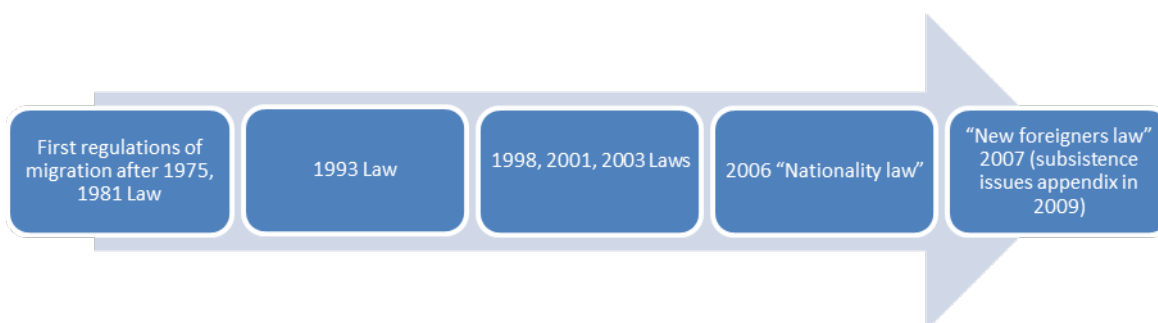 First regulations of
migration after 1975,
1981 Law
1993 Law
1998, 2001, 2003 Laws
2006 “Nationality law”
“New foreigners law”
2007 (subsistence
issues appendix in
2009)